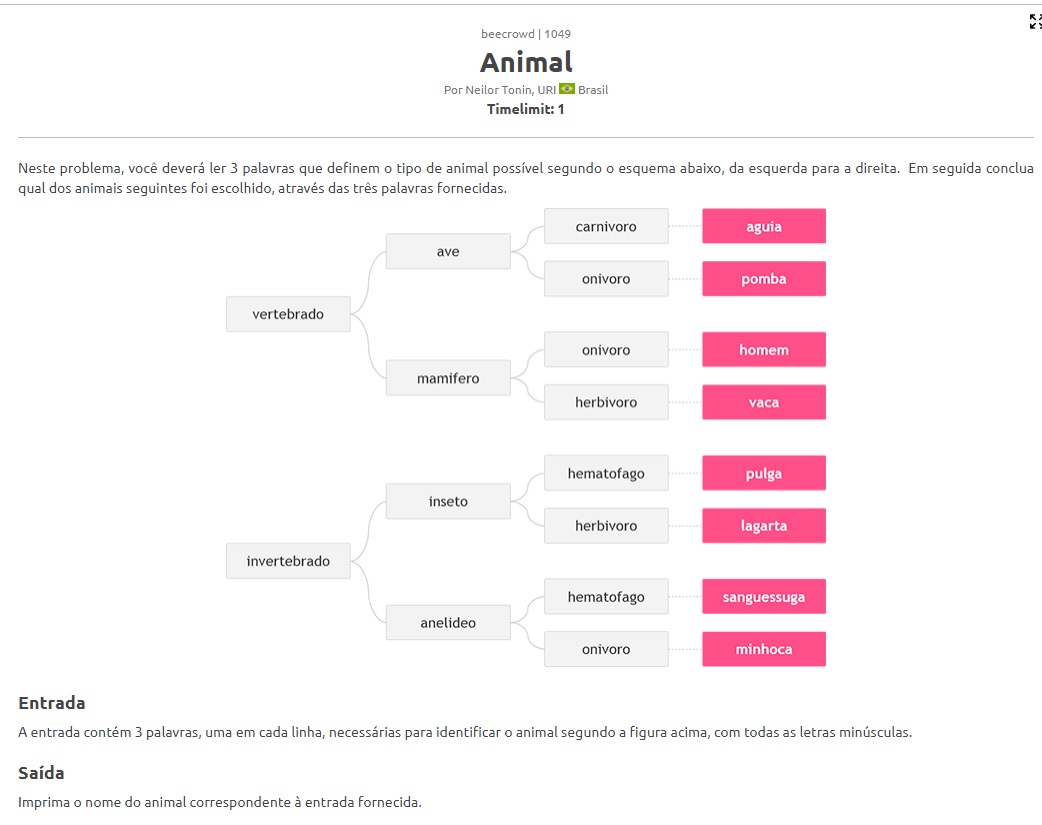 beecrowd | 1049
Animal
Por Neilor Tonin, URI Brasil
Timelimit: 1
Neste problema, você deverá ler 3 palavras que definem o tipo de animal possível segundo o esquema abaixo, da esquerda para a direita. Em seguida conclua
qual dos animais seguintes foi escolhido, através das três palavras fornecidas.
carnivoro
aguia
ave
onivoro
pomba
vertebrado
onivoro
homem
mamifero
herbivoro
vaca
hematofago
pulga
inseto
herbivoro
lagarta
invertebrado
hematofago
sanguessuga
anelideo
onivoro
minhoca
Entrada
A entrada contém 3 palavras, uma em cada linha, necessárias para identificar o animal segundo a figura acima, com todas as letras minúsculas.
Saída
Imprima o nome do animal correspondente à entrada fornecida.